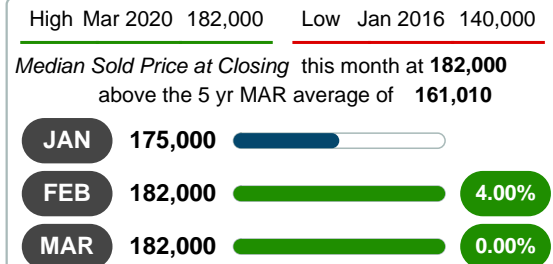 High Mar 2020 182,000 Low Jan 2016 140,000
Median Sold Price at Closing this month at 182,000
above the 5 yr MAR average of 161,010
JAN 175,000
FEB 182,000 4.00%
MAR 182,000 0.00%